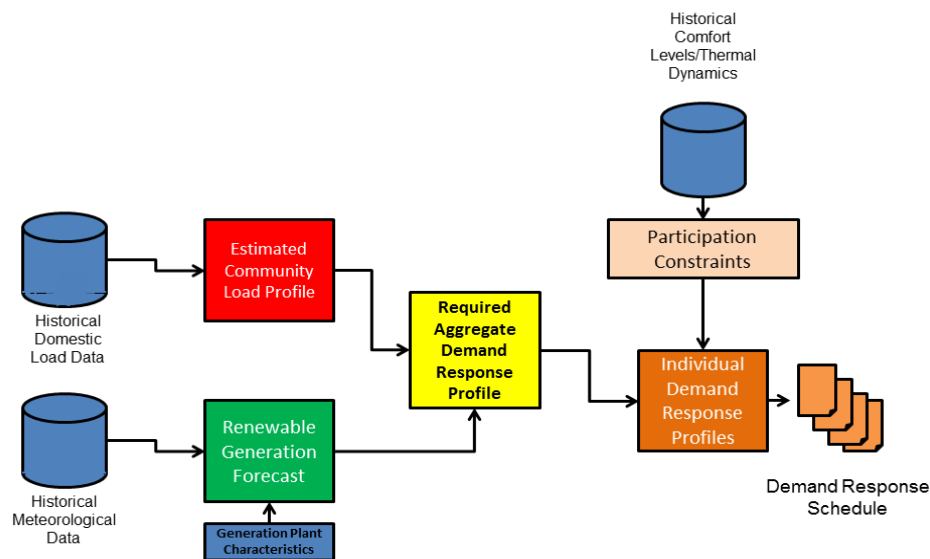 Historical
Comfort
Levels/Thermal
Dynamics
Participation
Constraints
Estimated
Community
Load Profile
Historical
Domestic
Load Data
Required
Aggregate
Demand
Response
Profile
Individual
Demand
Response
Profiles
Renewable
Generation
Forecast
Historical
Meteorological
Data
Generation Plant
Characteristics
Demand Response
Schedule